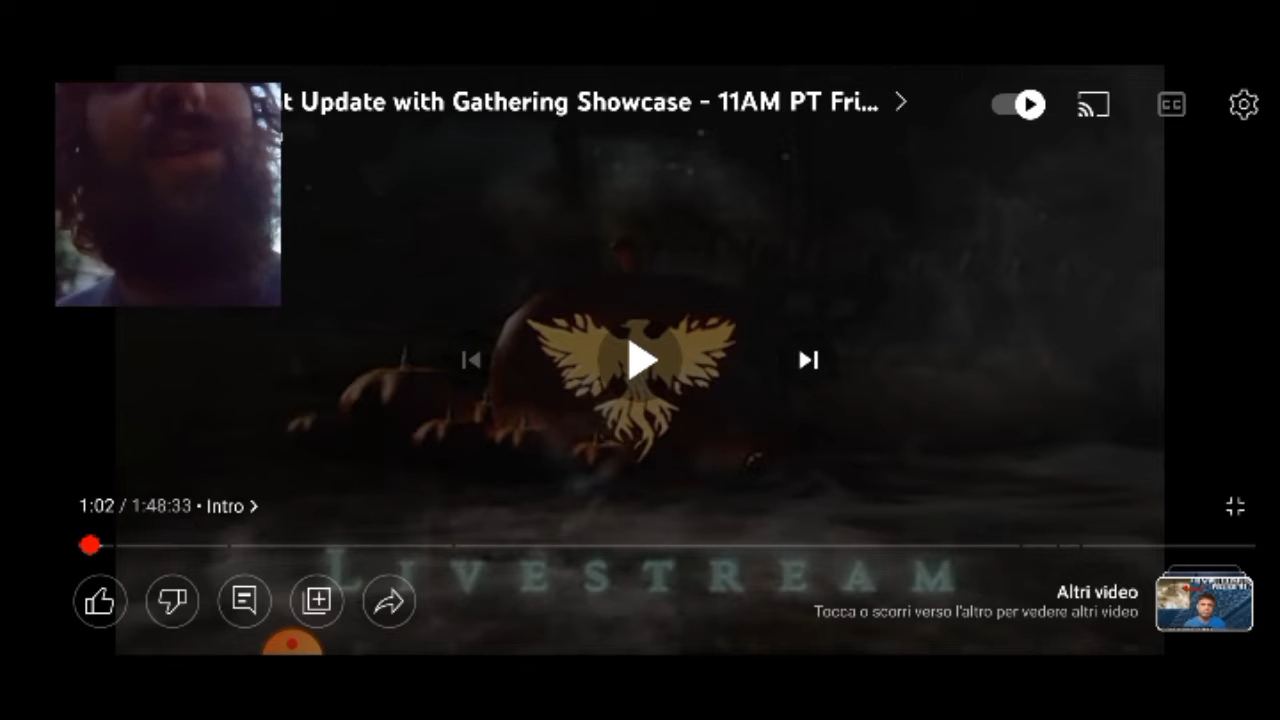 t Update with Gathering Showcase - 11AM PT Fri...
CC
1:02 / 1:48:33 • Intro
LIVESTREAM
Altri video
Tocca o scorri verso l'altro per vedere altri video